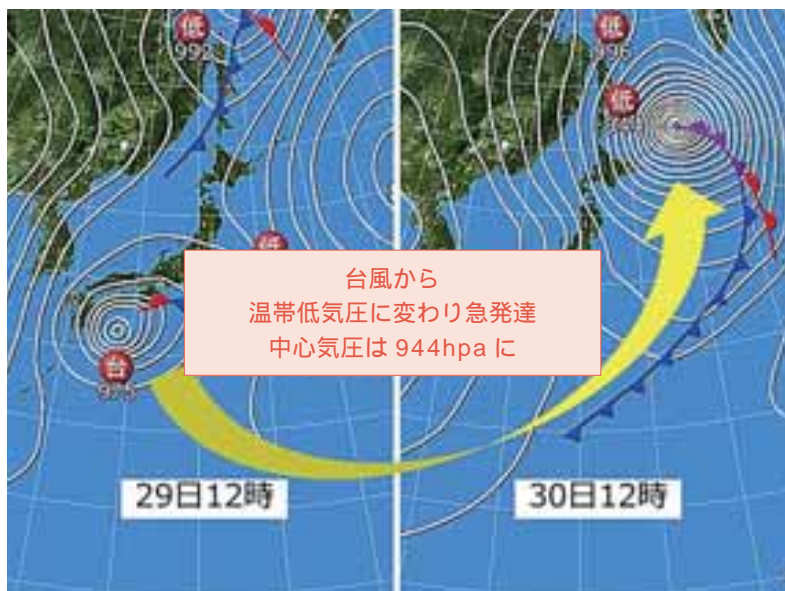 低
992
低
台
29日12時
低
996
低
30日12時
台風から
温帯低気圧に変わり急発達
中心気圧は 944hpa に